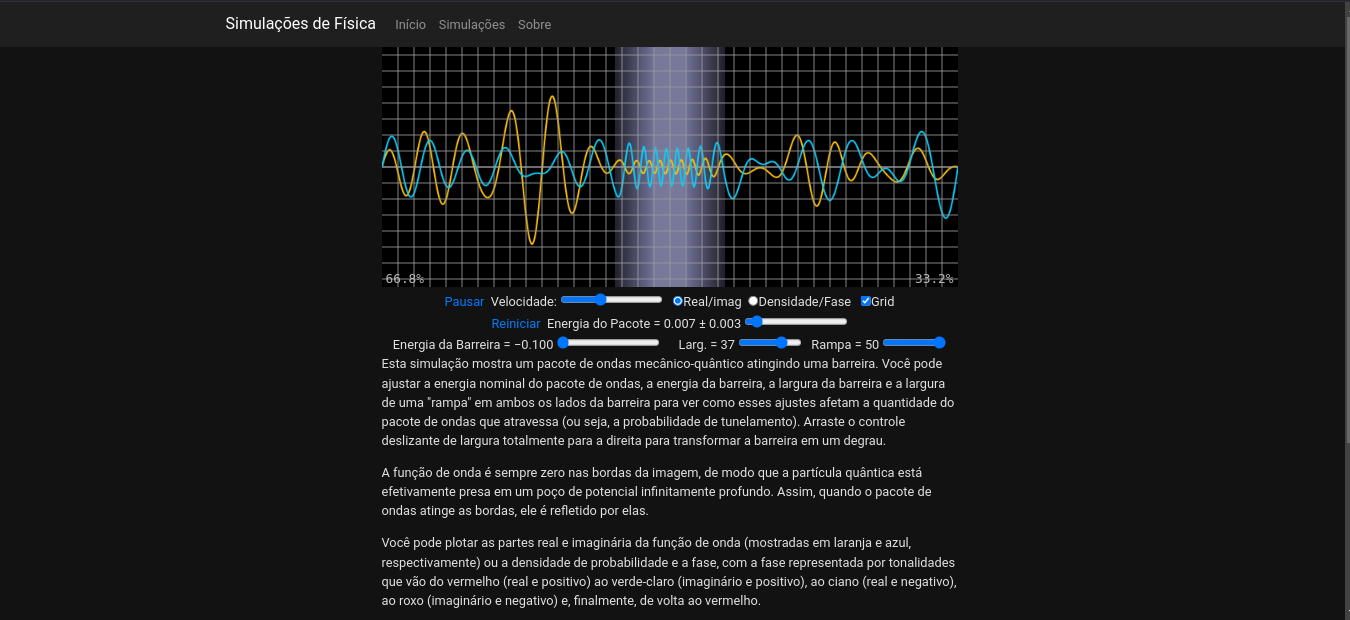 Simulações de Física Início Simulações Sobre
66.8% 33.2%
Pausar Velocidade: Real/imag Densidade/Fase Grid
Reiniciar Energia do Pacote = 0.007 ± 0.003
Energia da Barreira = −0.100 Larg. = 37 Rampa = 50
Esta simulação mostra um pacote de ondas mecânico-quântico atingindo uma barreira. Você pode
ajustar a energia nominal do pacote de ondas, a energia da barreira, a largura da barreira e a largura
de uma "rampa" em ambos os lados da barreira para ver como esses ajustes afetam a quantidade do
pacote de ondas que atravessa (ou seja, a probabilidade de tunelamento). Arraste o controle
deslizante de largura totalmente para a direita para transformar a barreira em um degrau.
A função de onda é sempre zero nas bordas da imagem, de modo que a partícula quântica está
efetivamente presa em um poço de potencial infinitamente profundo. Assim, quando o pacote de
ondas atinge as bordas, ele é refletido por elas.
Você pode plotar as partes real e imaginária da função de onda (mostradas em laranja e azul,
respectivamente) ou a densidade de probabilidade e a fase, com a fase representada por tonalidades
que vão do vermelho (real e positivo) ao verde-claro (imaginário e positivo), ao ciano (real e negativo),
ao roxo (imaginário e negativo) e, finalmente, de volta ao vermelho.